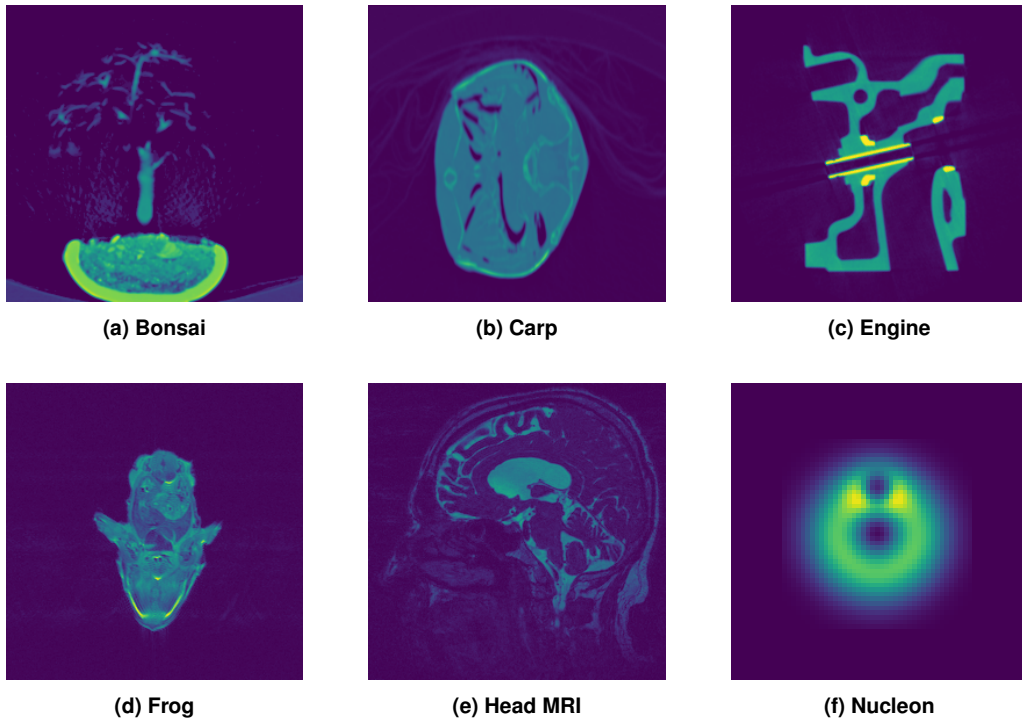 (a) Bonsai
(b) Carp
(c) Engine
(d) Frog
(e) Head MRI
(f) Nucleon